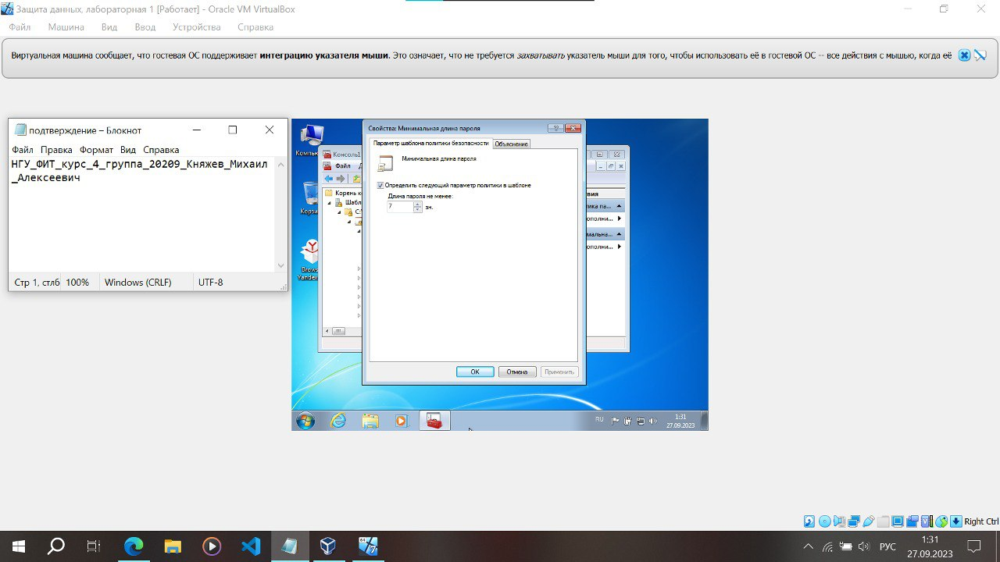 Защита данных, лабораторная 1 [Работает] - Oracle VM VirtualBox
Файл Машина Вид Ввод Устройства Справка
Виртуальная машина сообщает, что гостевая ОС поддерживает интеграцию указателя мыши. Это означает, что не требуется захватывать указатель мыши для того, чтобы использовать её в гостевой ОС -- все действия с мышью, когда её
подтверждение – Блокнот
Файл Правка Формат Вид Справка
НГУ_ФИТ_курс_4_группа_20209_Княжев_Михаил
_Алексеевич
Стр 1, стлб 100% Windows (CRLF) UTF-8
Компью
Корзи
Brows
Yandex
Консоль1
Файл Д
Корень ко
Шабл
C:\
Свойства: Минимальная длина пароля
Параметр шаблона политики безопасности Объяснение
Минимальная длина пароля
Определить следующий параметр политики в шаблоне
Длина пароля не менее:
7 зн.
ОК Отмена Применить
твия
тика па...
ополни...
мальна...
ополни...
RU 1:31
27.09.2023
Right Ctrl
РУС 1:31
27.09.2023